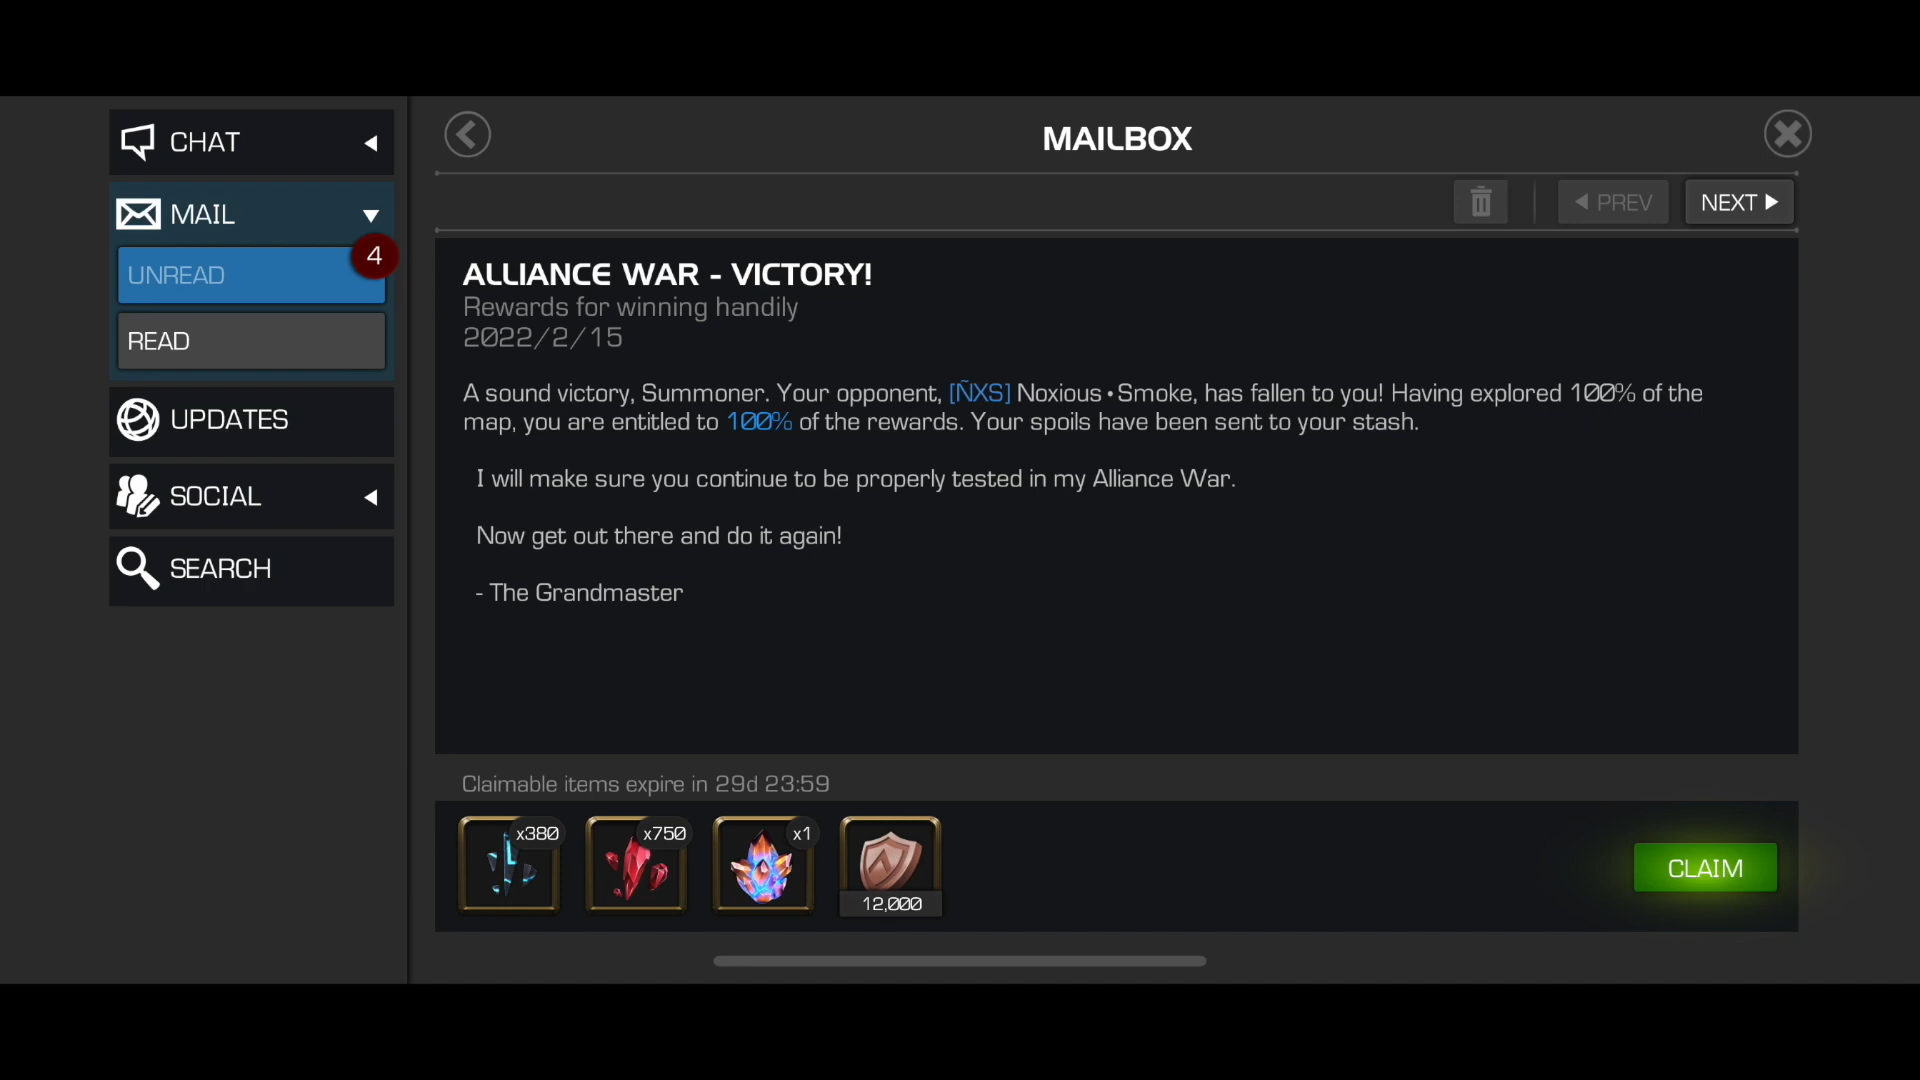 CHAT
MAIL
4
UNREAD
READ
UPDATES
SOCIAL
SEARCH
MAILBOX
PREV
NEXT
ALLIANCE WAR - VICTORY!
Rewards for winning handily
2022/2/15
A sound victory, Summoner. Your opponent, [ÑXS] Noxious•Smoke, has fallen to you! Having explored 100% of the
map, you are entitled to 100% of the rewards. Your spoils have been sent to your stash.
I will make sure you continue to be properly tested in my Alliance War.
Now get out there and do it again!
- The Grandmaster
Claimable items expire in 29d 23:59
x380
x750
x1
12,000
CLAIM